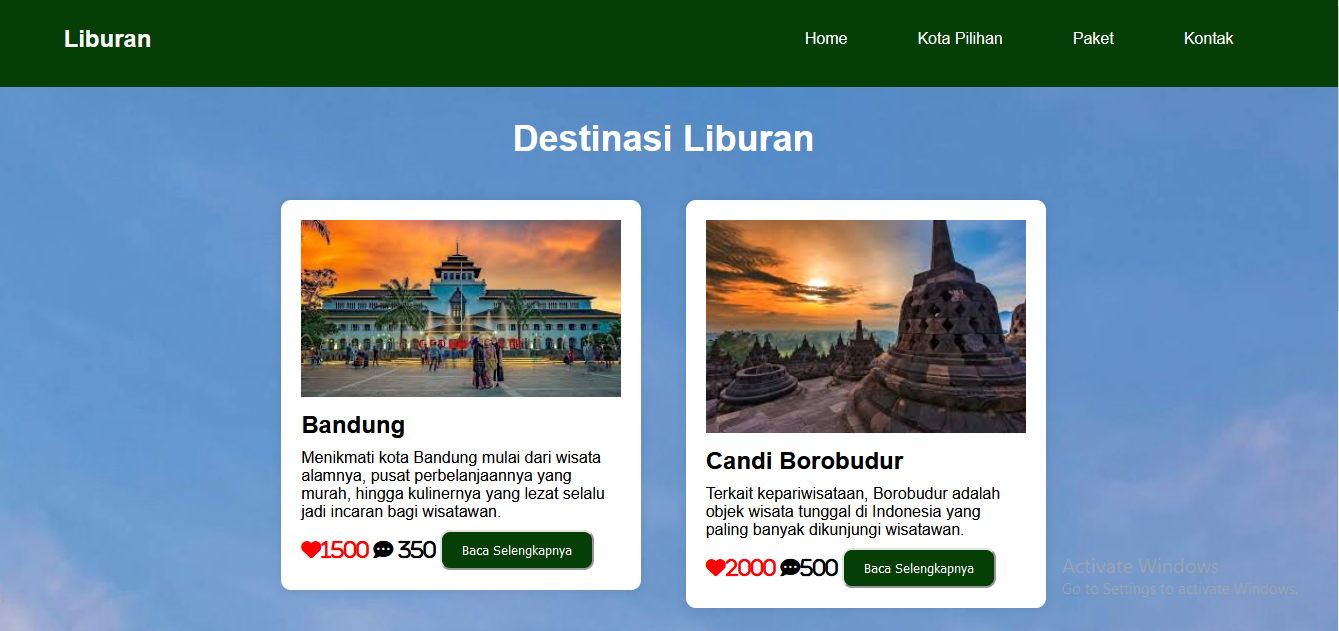 Liburan
Home
Kota Pilihan
Paket
Kontak
Destinasi Liburan
Bandung
Menikmati kota Bandung mulai dari wisata
alamnya, pusat perbelanjaannya yang
murah, hingga kulinernya yang lezat selalu
jadi incaran bagi wisatawan.
1500 350 Baca Selengkapnya
Candi Borobudur
Terkait kepariwisataan, Borobudur adalah
objek wisata tunggal di Indonesia yang
paling banyak dikunjungi wisatawan.
2000 500 Baca Selengkapnya
Activate Windows
Go to Settings to activate Windows.